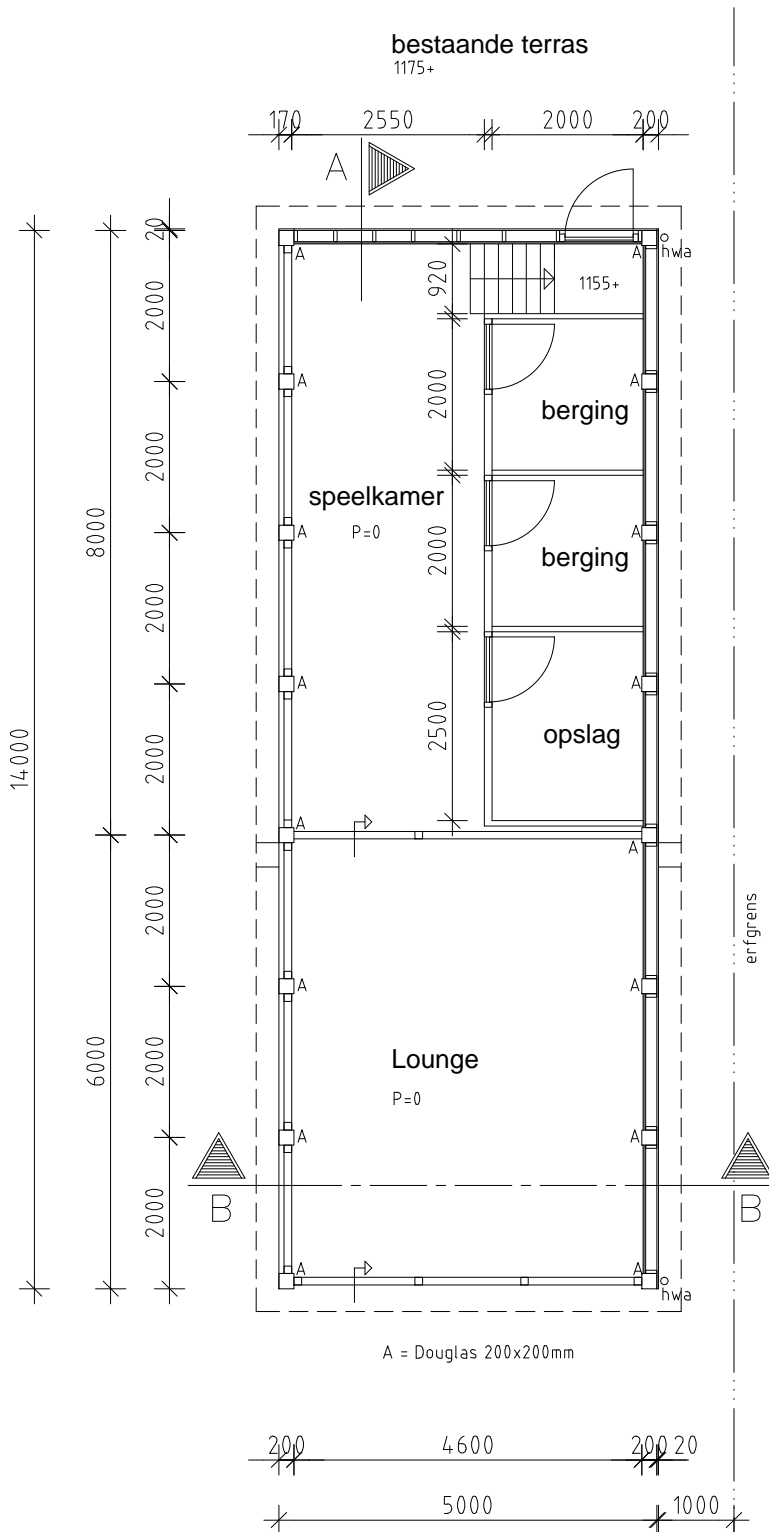 bestaande terras
1175+
170 2550 2000 200
A
20
hwa
A A
920
1155+
2000
A A
2000
berging
2000
speelkamer
P=0
8000
A A
2000
berging
2000
A A
14000
2500
opslag
2000
A
A
2000
erfgrens
A A
6000
Lounge
P=0
2000
A A
B B
2000
A A
hwa
A = Douglas 200x200mm
200 4600 200 20
5000 1000